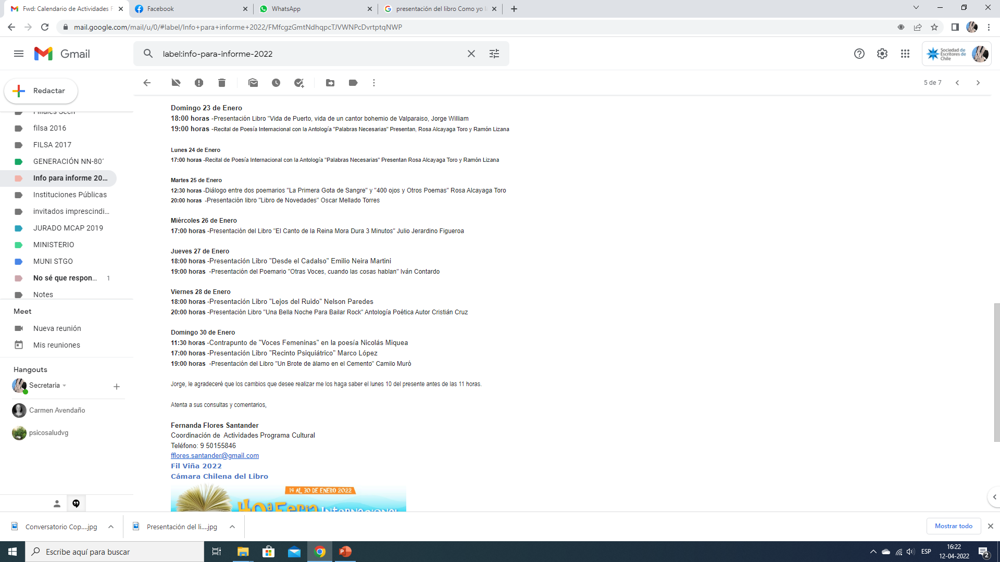 Fwd: Calendario de Actividades F
Facebook
WhatsApp
presentación del libro Como yo l
mail.google.com/mail/u/0/#label/Info+para+informe+2022/FMfcgzGmtNdhqpcTJVWNPcDvrtptqNWP
Gmail
label:info-para-informe-2022
Sociedad de
Escritores de
Chile
Redactar
5 de 7
Filiales Sech
filsa 2016
FILSA 2017
GENERACIÓN NN-80´
Info para informe 20...
Instituciones Públicas
invitados imprescindi...
JURADO MCAP 2019
MINISTERIO
MUNI STGO
No sé que respon... 1
Notes
Meet
Nueva reunión
Mis reuniones
Hangouts
Secretaria
Carmen Avendaño
psicosaludvg
Domingo 23 de Enero
18:00 horas -Presentación Libro "Vida de Puerto, vida de un cantor bohemio de Valparaiso, Jorge William
19:00 horas -Recital de Poesía Internacional con la Antología "Palabras Necesarias" Presentan, Rosa Alcayaga Toro y Ramón Lizana
Lunes 24 de Enero
17:00 horas -Recital de Poesía Internacional con la Antología "Palabras Necesarias" Presentan Rosa Alcayaga Toro y Ramón Lizana
Martes 25 de Enero
12:30 horas -Diálogo entre dos poemarios "La Primera Gota de Sangre" y "400 ojos y Otros Poemas" Rosa Alcayaga Toro
20:00 horas -Presentación libro "Libro de Novedades" Oscar Mellado Torres
Miércoles 26 de Enero
17:00 horas -Presentación del Libro "El Canto de la Reina Mora Dura 3 Minutos" Julio Jerardino Figueroa
Jueves 27 de Enero
18:00 horas -Presentación Libro "Desde el Cadalso" Emilio Neira Martini
19:00 horas -Presentación del Poemario "Otras Voces, cuando las cosas hablan" Iván Contardo
Viernes 28 de Enero
18:00 horas -Presentación Libro "Lejos del Ruido" Nelson Paredes
20:00 horas -Presentación Libro "Una Bella Noche Para Bailar Rock" Antología Poética Autor Cristián Cruz
Domingo 30 de Enero
11:30 horas -Contrapunto de "Voces Femeninas" en la poesía Nicolás Miquea
17:00 horas -Presentación Libro "Recinto Psiquiátrico" Marco López
19:00 horas -Presentación del Libro "Un Brote de álamo en el Cemento" Camilo Muró
Jorge, le agradeceré que los cambios que desee realizar me los haga saber el lunes 10 del presente antes de las 11 horas.
Atenta a sus consultas y comentarios,
Fernanda Flores Santander
Coordinación de Actividades Programa Cultural
Teléfono: 9 50155846
fflores.santander@gmail.com
Fil Viña 2022
Cámara Chilena del Libro
14 AL 30 DE ENERO 2022
40ª Feria Internacional
Conversatorio Cop....jpg
Presentación del li....jpg
Mostrar todo
Escribe aquí para buscar
ESP
16:22
12-04-2022
2